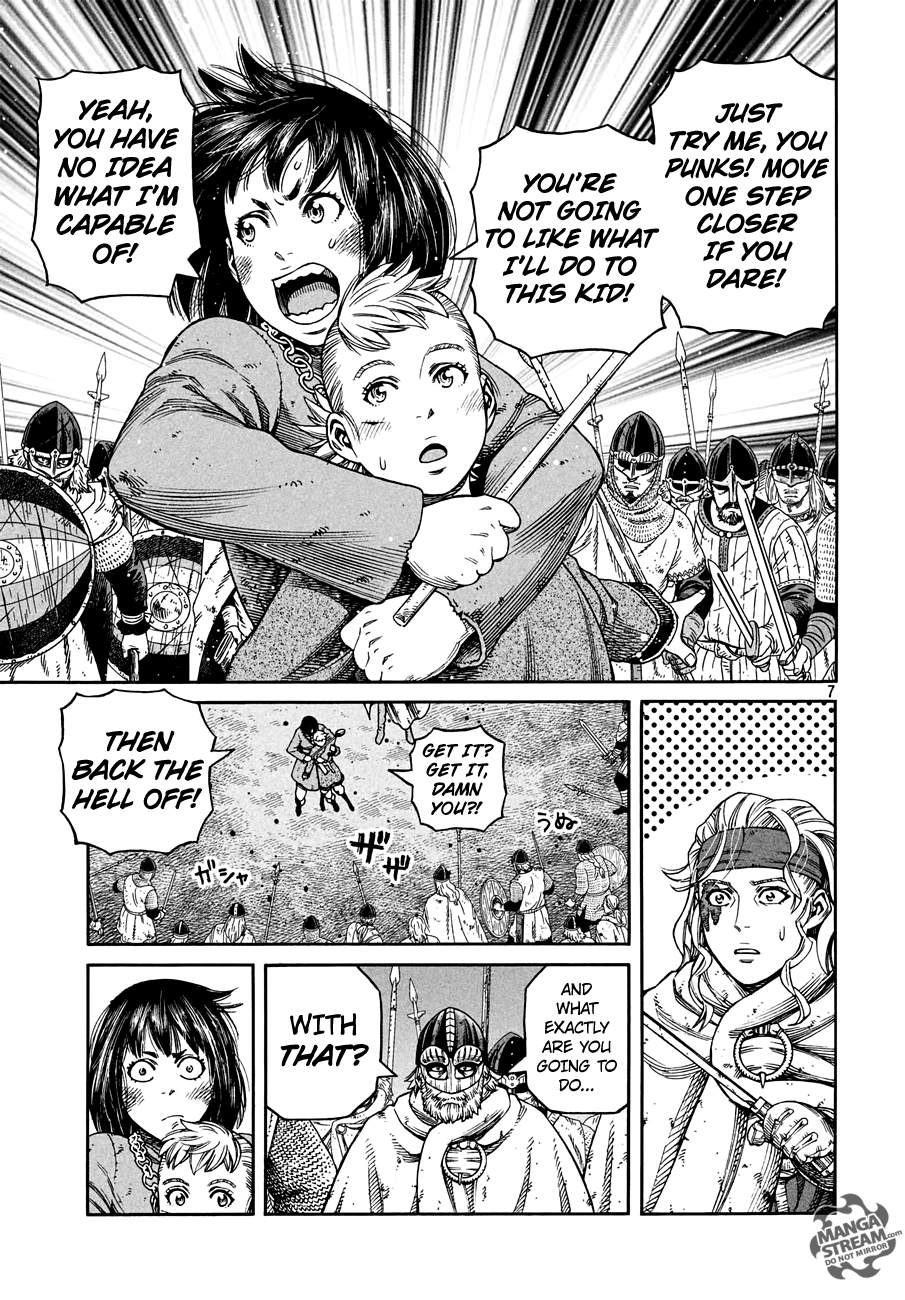 JUST
TRY ME, YOU
PUNKS! MOVE
ONE STEP
CLOSER
IF YOU
DARE!
YOU'RE
NOT GOING
TO LIKE WHAT
I'LL DO TO
THIS KID!
YEAH,
YOU HAVE
NO IDEA
WHAT I'M
CAPABLE
OF!
7
GET IT?
GET IT,
DAMN
YOU?!
THEN
BACK THE
HELL OFF!
うぬぬ
ザザ
ガシャ
AND
WHAT
EXACTLY
ARE YOU
GOING TO
DO...
WITH
THAT?
MANGA
STREAM.com
DO NOT MIRROR